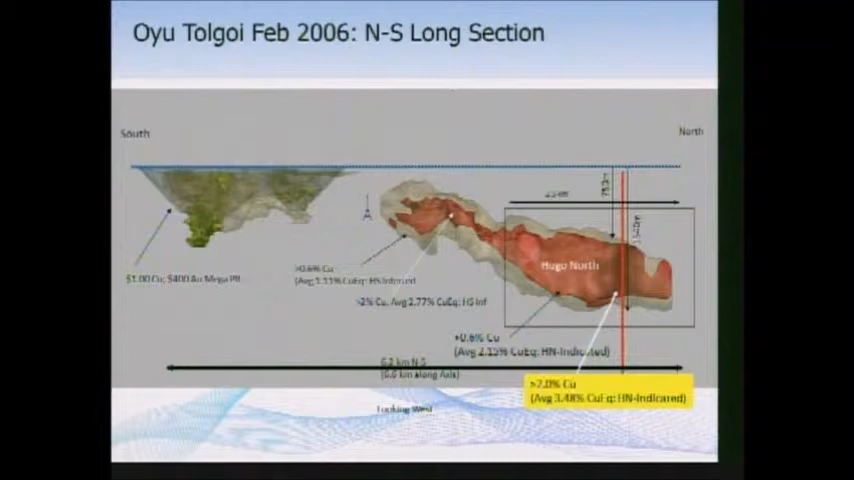 Oyu Tolgoi Feb 2006: N-S Long Section
South
North
$1.00 Cu, $400 Au Mega Pit
>0.6% Cu
(Avg 1.11% CuEq: HS Inferred
>2% Cu, Avg 2.77% CuEq: HS Inf
Hugo North
>0.6% Cu
(Avg 2.15% CuEq: HN-Indicated)
6.2 km N-S
(6.6 km along Axis)
>2.0% Cu
(Avg 3.48% CuEq: HN-Indicated)
Looking West